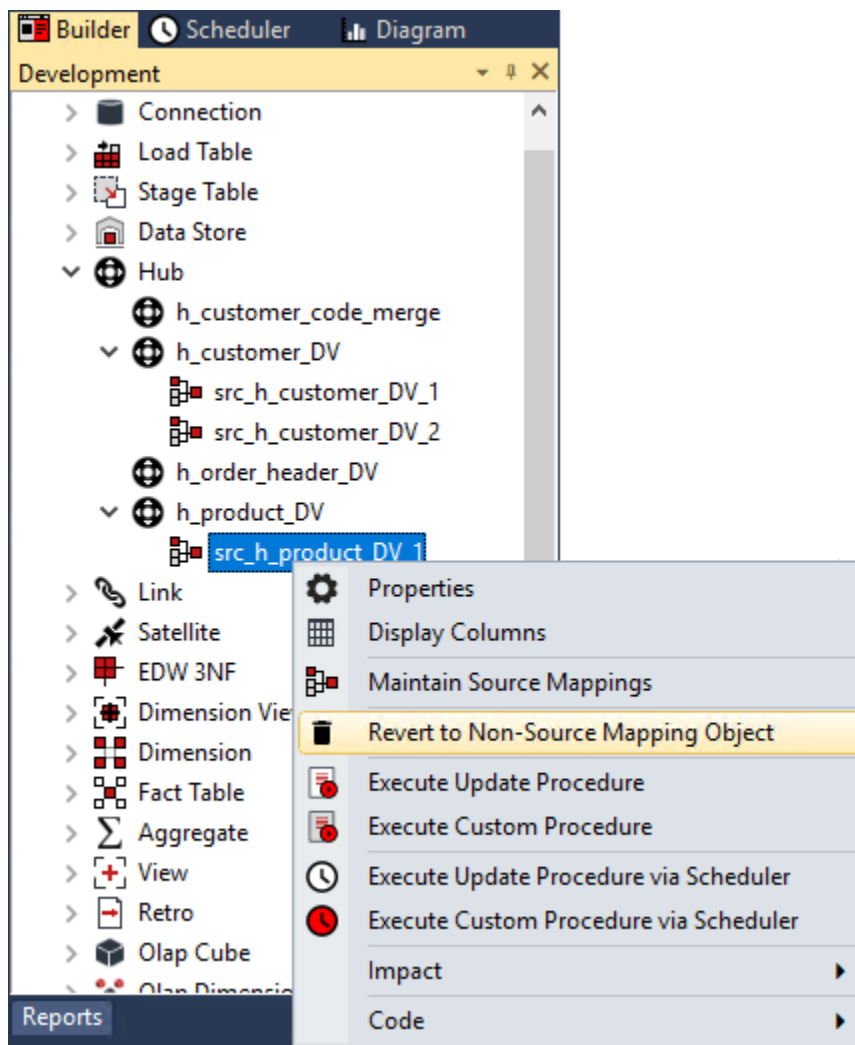 Builder Scheduler Diagram
Development
Connection
Load Table
Stage Table
Data Store
Hub
h_customer_code_merge
h_customer_DV
src_h_customer_DV_1
src_h_customer_DV_2
h_order_header_DV
h_product_DV
src_h_product_DV_1
Link
Satellite
EDW 3NF
Dimension Vie
Dimension
Fact Table
Aggregate
View
Retro
Olap Cube
Olap Dimensio
Reports
Properties
Display Columns
Maintain Source Mappings
Revert to Non-Source Mapping Object
Execute Update Procedure
Execute Custom Procedure
Execute Update Procedure via Scheduler
Execute Custom Procedure via Scheduler
Impact
Code